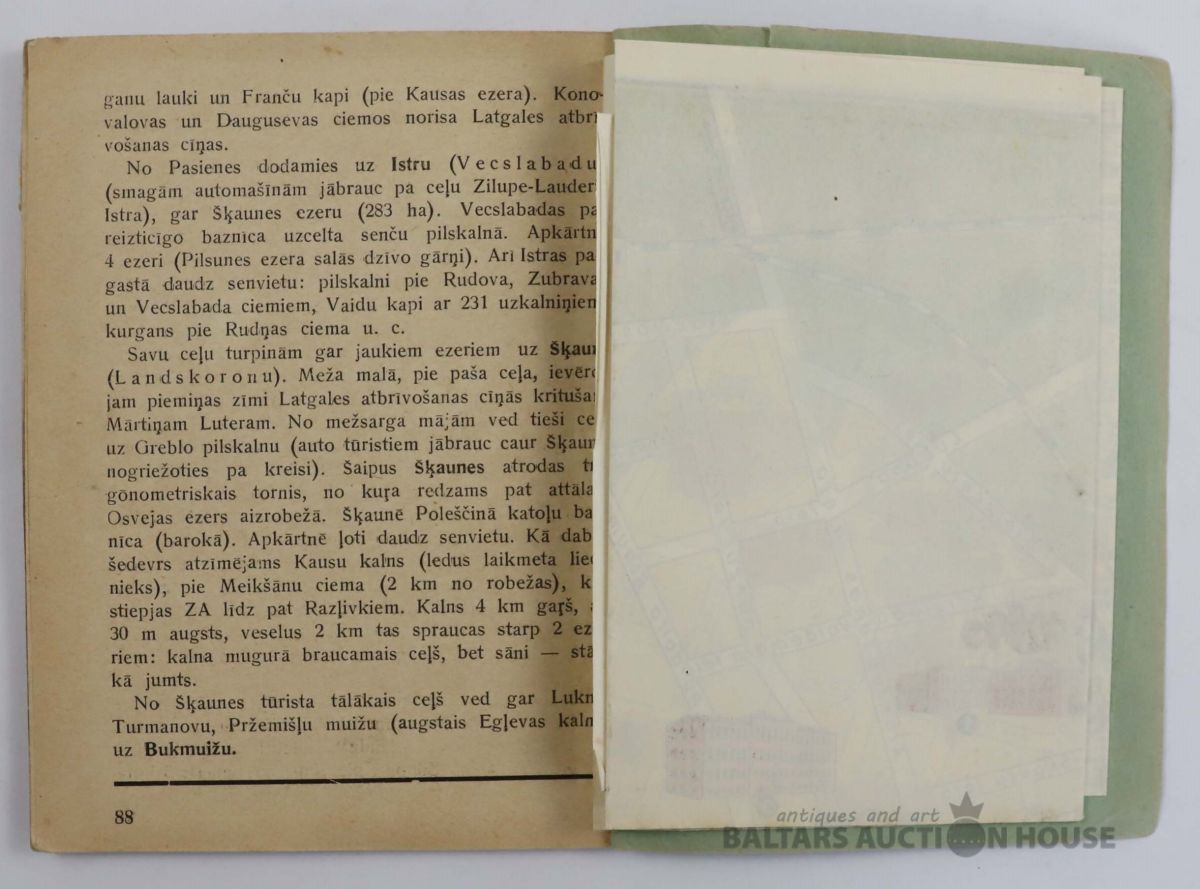 ganu lauki un Franču kapi (pie Kausas ezera). Kono-
valovas un Daugusevas ciemos norisa Latgales atbrī
vošanas cīņas.
No Pasienes dodamies uz Istru (Vecslabadu
(smagām automašīnām jābrauc pa ceļu Zilupe-Lauder
Istra), gar Šķaunes ezeru (283 ha). Vecslabadas pa
reizticīgo baznīca uzcelta senču pilskalnā. Apkārtn
4 ezeri (Pilsunes ezera salās dzīvo gārņi). Arī Istras pa
gastā daudz senvietu: pilskalni pie Rudova, Zubrava
un Vecslabada ciemiem, Vaidu kapi ar 231 uzkalniņiem
kurgans pie Rudņas ciema u. c.
Savu ceļu turpinām gar jaukiem ezeriem uz Šķaun
(Landskoronu). Meža malā, pie paša ceļa, ievēro
jam piemiņas zīmi Latgales atbrīvošanas cīņās kritušam
Mārtiņam Luteram. No mežsarga mājām ved tieši ce
uz Greblo pilskalnu (auto tūristiem jābrauc caur Šķaun
nogriežoties pa kreisi). Šaipus Šķaunes atrodas tr
gonometriskais tornis, no kuŗa redzams pat attāla
Osvejas ezers aizrobežā. Šķaunē Poleščinā katoļu ba
nīca (barokā). Apkārtnē ļoti daudz senvietu. Kā dab
šedevrs atzīmējams Kausu kalns (ledus laikmeta lied
nieks), pie Meikšānu ciema (2 km no robežas), k
stiepjas ZA līdz pat Razļivkiem. Kalns 4 km gaŗš, a
30 m augsts, veselus 2 km tas spraucas starp 2 eze
riem: kalna mugurā braucamais ceļš, bet sāni — stā
kā jumts.
No Šķaunes tūrista tālākais ceļš ved gar Lukn
Turmanovu, Pržemišļu muižu (augstais Egļevas kaln
uz Bukmuižu.
88
antiques and art
BALTARS AUCTION HOUSE